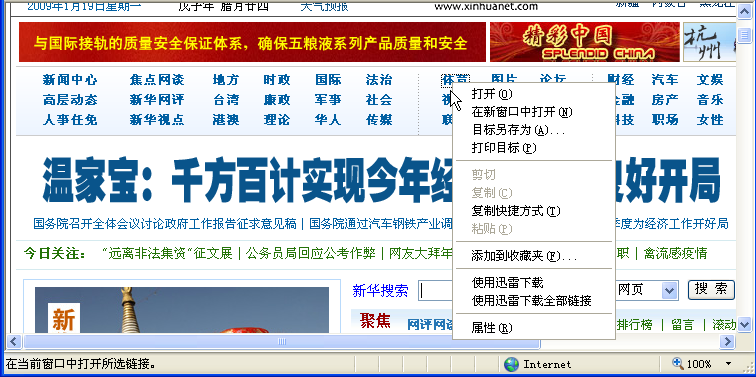 2009年1月19日星期一 戊子年 腊月廿四 天气预报 www.xinhuanet.com
与国际接轨的质量安全保证体系，确保五粮液系列产品质量和安全 精彩中国 SPLENDID CHINA 杭州
新闻中心 焦点网谈 地方 时政 国际 法治 体育 图片 论坛 财经 汽车 文娱
高层动态 新华网评 台湾 廉政 军事 社会 金融 房产 音乐
人事任免 新华视点 港澳 理论 华人 传媒 科技 职场 女性
打开(O)
在新窗口中打开(N)
目标另存为(A)...
打印目标(P)
剪切
复制(C)
复制快捷方式(T)
粘贴(P)
添加到收藏夹(F)...
使用迅雷下载
使用迅雷下载全部链接
属性(R)
温家宝：千方百计实现今年经 良好开局
国务院召开全体会议讨论政府工作报告征求意见稿 | 国务院通过汽车钢铁产业调 季度为经济工作开好局
今日关注： “远离非法集资”征文展 | 公务员局回应公考作弊 | 网友大拜年 职 | 禽流感疫情
新华搜索 网页 搜 索
新
聚焦 网评网谈 排行榜 | 留言 | 滚动
在当前窗口中打开所选链接。 Internet 100%